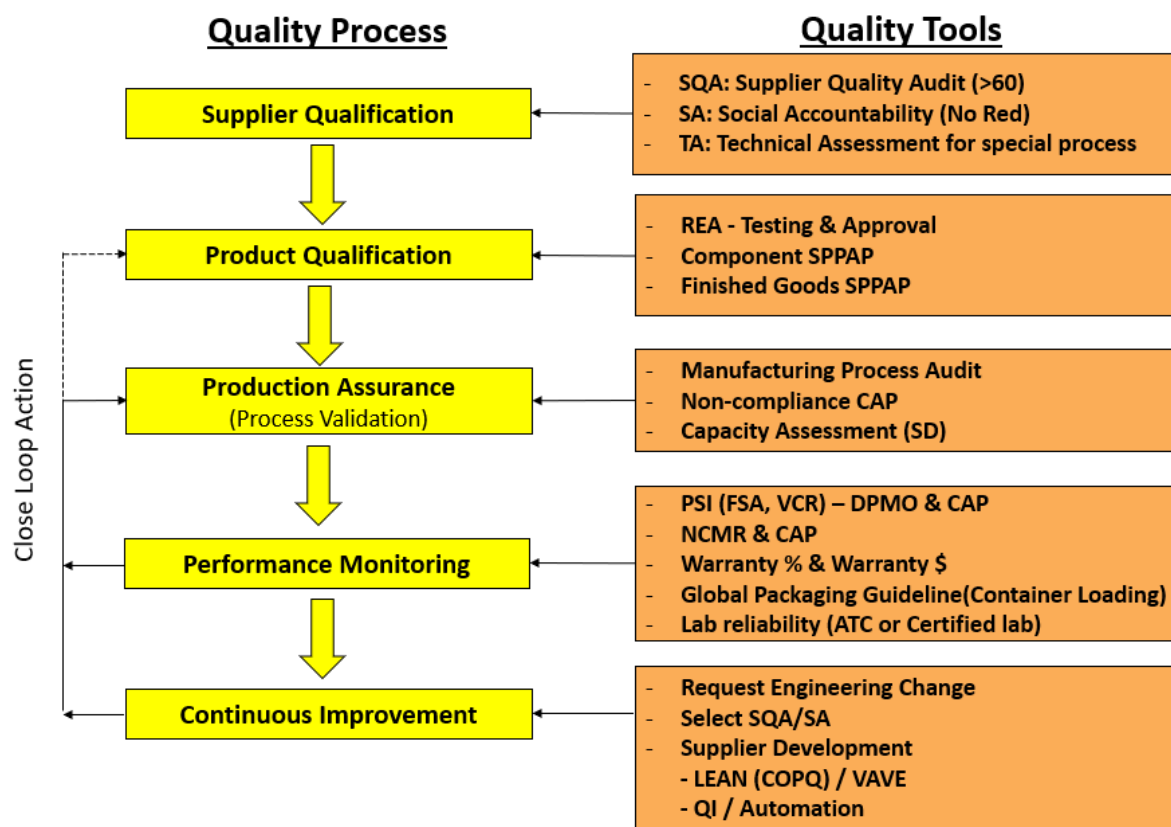 Quality Process
Quality Tools
Supplier Qualification
- SQA: Supplier Quality Audit (>60)
- SA: Social Accountability (No Red)
- TA: Technical Assessment for special process
Product Qualification
- REA - Testing & Approval
- Component SPPAP
- Finished Goods SPPAP
Production Assurance
(Process Validation)
- Manufacturing Process Audit
- Non-compliance CAP
- Capacity Assessment (SD)
Performance Monitoring
- PSI (FSA, VCR) – DPMO & CAP
- NCMR & CAP
- Warranty % & Warranty $
- Global Packaging Guideline(Container Loading)
- Lab reliability (ATC or Certified lab)
Continuous Improvement
- Request Engineering Change
- Select SQA/SA
- Supplier Development
- LEAN (COPQ) / VAVE
- QI / Automation
Close Loop Action